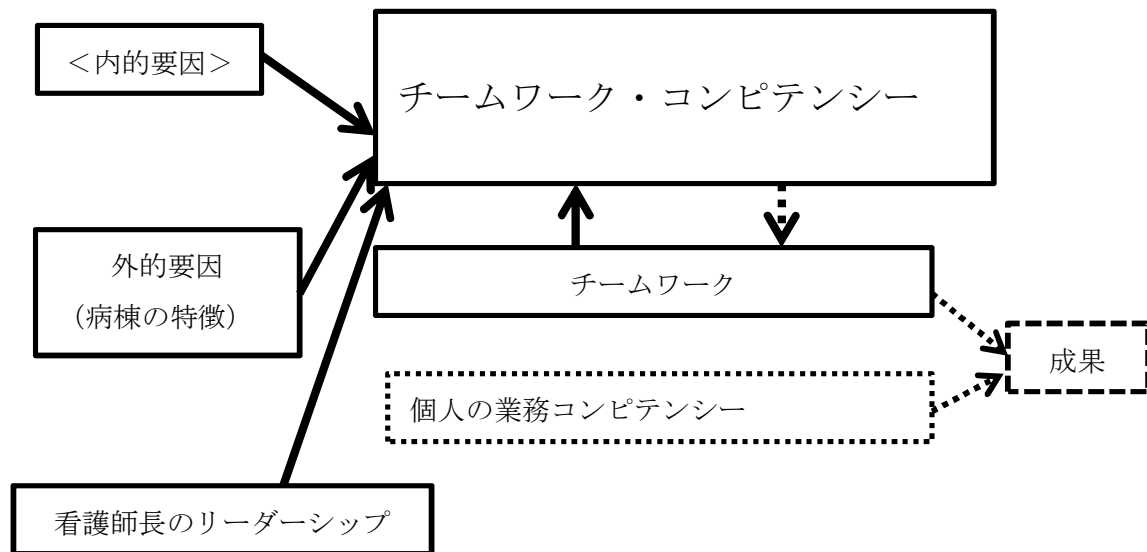 ＜内的要因＞
チームワーク・コンピテンシー
外的要因
（病棟の特徴）
チームワーク
成果
個人の業務コンピテンシー
看護師長のリーダーシップ